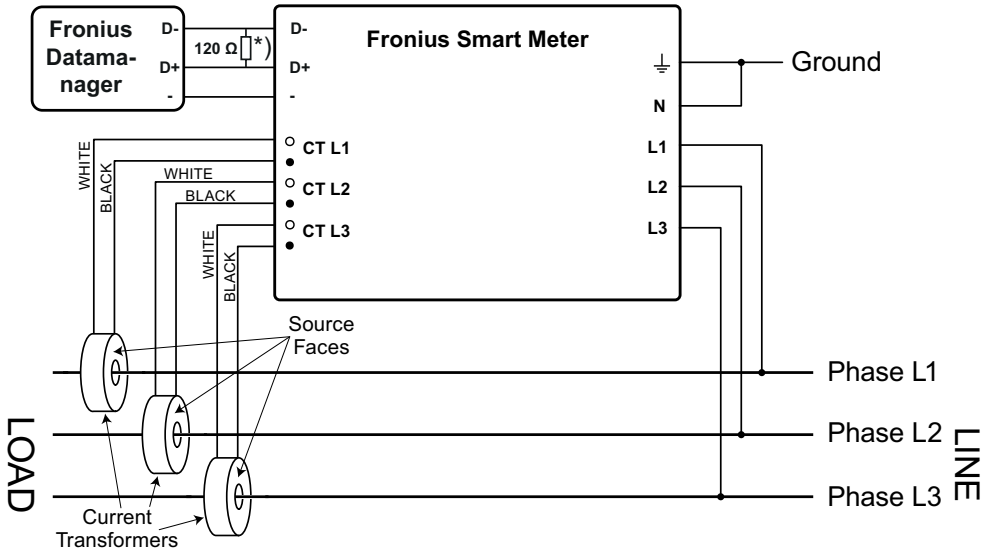 Fronius
Datama-
nager
D-
D+
-
120 Ω *)
D-
D+
-
Fronius Smart Meter
⏚
N
L1
L2
L3
Ground
CT L1
CT L2
CT L3
WHITE
BLACK
WHITE
BLACK
WHITE
BLACK
Source
Faces
Phase L1
Phase L2
Phase L3
LOAD
LINE
Current
Transformers